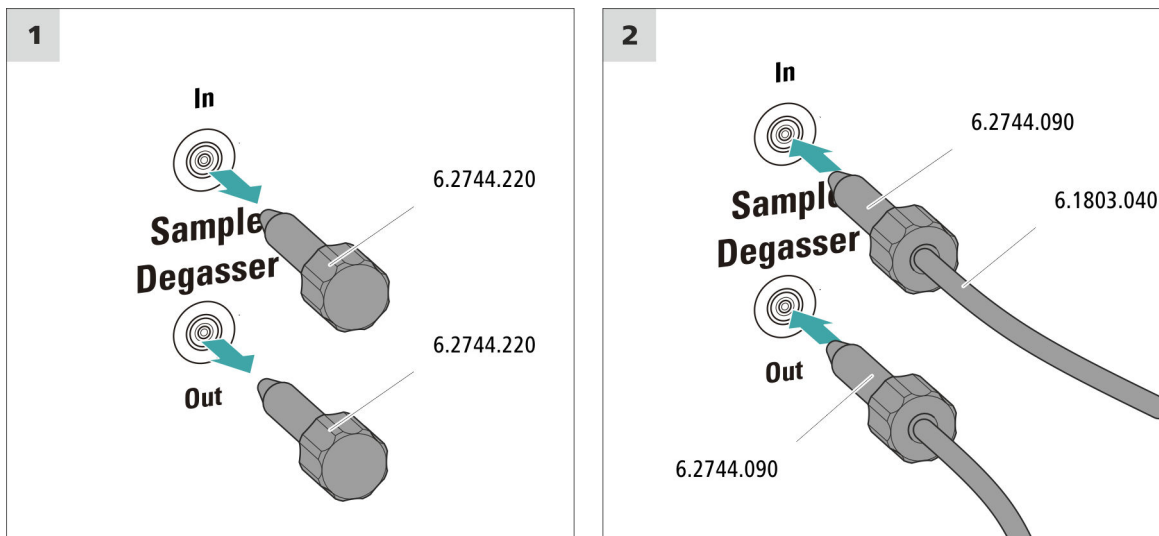 1
In
6.2744.220
Sample
Degasser
6.2744.220
Out
2
In
6.2744.090
6.1803.040
Sample
Degasser
Out
6.2744.090